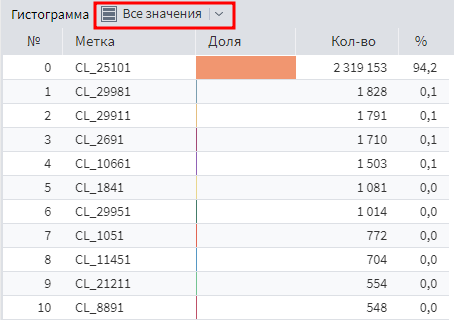 Гистограмма Все значения
№ Метка Доля Кол-во %
0 CL_25101 2 319 153 94,2
1 CL_29981 1 828 0,1
2 CL_29911 1 791 0,1
3 CL_2691 1 710 0,1
4 CL_10661 1 503 0,1
5 CL_1841 1 081 0,0
6 CL_29951 1 014 0,0
7 CL_1051 772 0,0
8 CL_11451 704 0,0
9 CL_21211 554 0,0
10 CL_8891 548 0,0